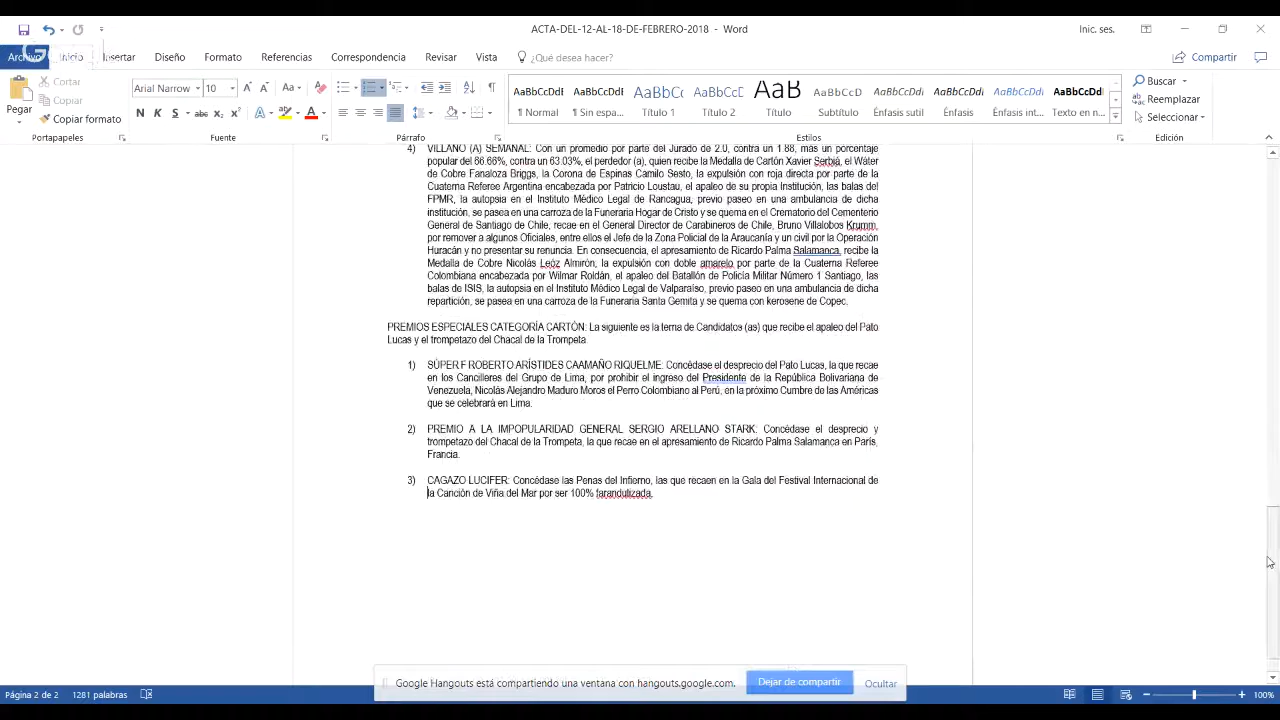 ACTA-DEL-12-AL-18-DE-FEBRERO-2018 - Word
Inic. ses.
Archivo Inicio Insertar Diseño Formato Referencias Correspondencia Revisar Vista ¿Qué desea hacer? Compartir
Pegar Cortar Copiar Copiar formato
Arial Narrow 10 Aa
N K S abc x₂ x² A
AaBbCcDdE AaBbCcDdE AaBbCc AaBbCcD AaB AaBbCcD AaBbCcDdE AaBbCcDdE AaBbCcDdE AaBbCcDd
¶ Normal ¶ Sin espa... Título 1 Título 2 Título Subtítulo Énfasis sutil Énfasis Énfasis int... Texto en n...
Buscar
Reemplazar
Seleccionar
Portapapeles Fuente Párrafo Estilos Edición
4) VILLANO (A) SEMANAL: Con un promedio por parte del Jurado de 2.0, contra un 1.88, más un porcentaje
popular del 66.66%, contra un 63.03%, el perdedor (a), quien recibe la Medalla de Cartón Xavier Serbiá, el Wáter
de Cobre Fanaloza Briggs, la Corona de Espinas Camilo Sesto, la expulsión con roja directa por parte de la
Cuaterna Referee Argentina encabezada por Patricio Loustau, el apaleo de su propia Institución, las balas del
FPMR, la autopsia en el Instituto Médico Legal de Rancagua, previo paseo en una ambulancia de dicha
institución, se pasea en una carroza de la Funeraria Hogar de Cristo y se quema en el Crematorio del Cementerio
General de Santiago de Chile, recae en el General Director de Carabineros de Chile, Bruno Villalobos Krumm,
por remover a algunos Oficiales, entre ellos el Jefe de la Zona Policial de la Araucanía y un civil por la Operación
Huracán y no presentar su renuncia. En consecuencia, el apresamiento de Ricardo Palma Salamanca, recibe la
Medalla de Cobre Nicolás Leóz Almirón, la expulsión con doble amarelo por parte de la Cuaterna Referee
Colombiana encabezada por Wilmar Roldán, el apaleo del Batallón de Policía Militar Número 1 Santiago, las
balas de ISIS, la autopsia en el Instituto Médico Legal de Valparaíso, previo paseo en una ambulancia de dicha
repartición, se pasea en una carroza de la Funeraria Santa Gemita y se quema con kerosene de Copec.
PREMIOS ESPECIALES CATEGORÍA CARTÓN: La siguiente es la terna de Candidatos (as) que recibe el apaleo del Pato
Lucas y el trompetazo del Chacal de la Trompeta
1) SÚPER F ROBERTO ARÍSTIDES CAAMAÑO RIQUELME: Concédase el desprecio del Pato Lucas, la que recae
en los Cancilleres del Grupo de Lima, por prohibir el ingreso del Presidente de la República Bolivariana de
Venezuela, Nicolás Alejandro Maduro Moros el Perro Colombiano al Perú, en la próximo Cumbre de las Américas
que se celebrará en Lima.
2) PREMIO A LA IMPOPULARIDAD GENERAL SERGIO ARELLANO STARK: Concédase el desprecio y
trompetazo del Chacal de la Trompeta, la que recae en el apresamiento de Ricardo Palma Salamanca en París,
Francia.
3) CAGAZO LUCIFER: Concédase las Penas del Infierno, las que recaen en la Gala del Festival Internacional de
la Canción de Viña del Mar por ser 100% farandulizada.
Google Hangouts está compartiendo una ventana con hangouts.google.com. Dejar de compartir Ocultar
Página 2 de 2 1281 palabras 100%